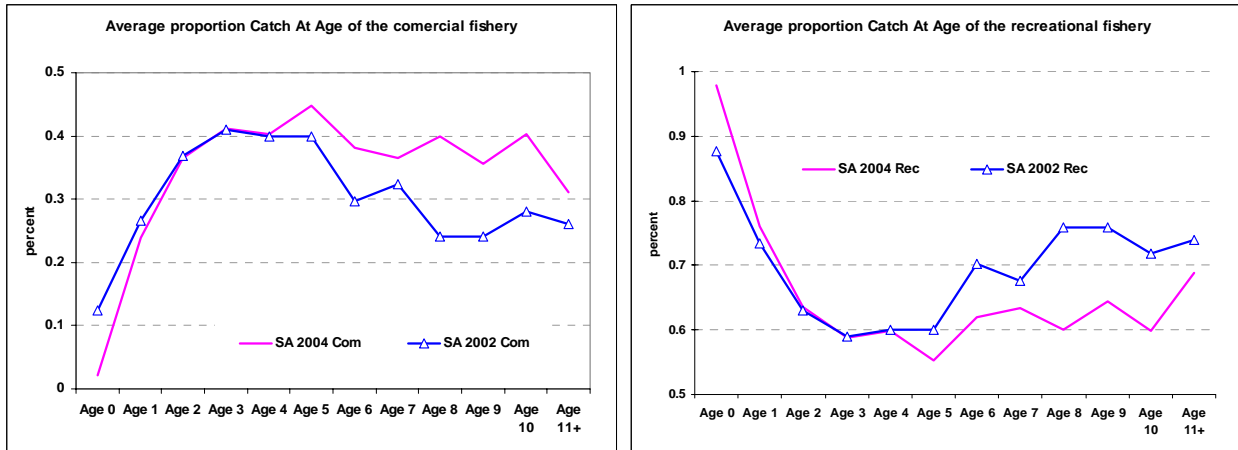 Average proportion Catch At Age of the comercial fishery
0.5
0.4
0.3
0.2
0.1
0
percent
SA 2004 Com
SA 2002 Com
Age 0 Age 1 Age 2 Age 3 Age 4 Age 5 Age 6 Age 7 Age 8 Age 9 Age Age
10 11+
Average proportion Catch At Age of the recreational fishery
1
0.9
0.8
0.7
0.6
0.5
percent
SA 2004 Rec
SA 2002 Rec
Age 0 Age 1 Age 2 Age 3 Age 4 Age 5 Age 6 Age 7 Age 8 Age 9 Age Age
10 11+